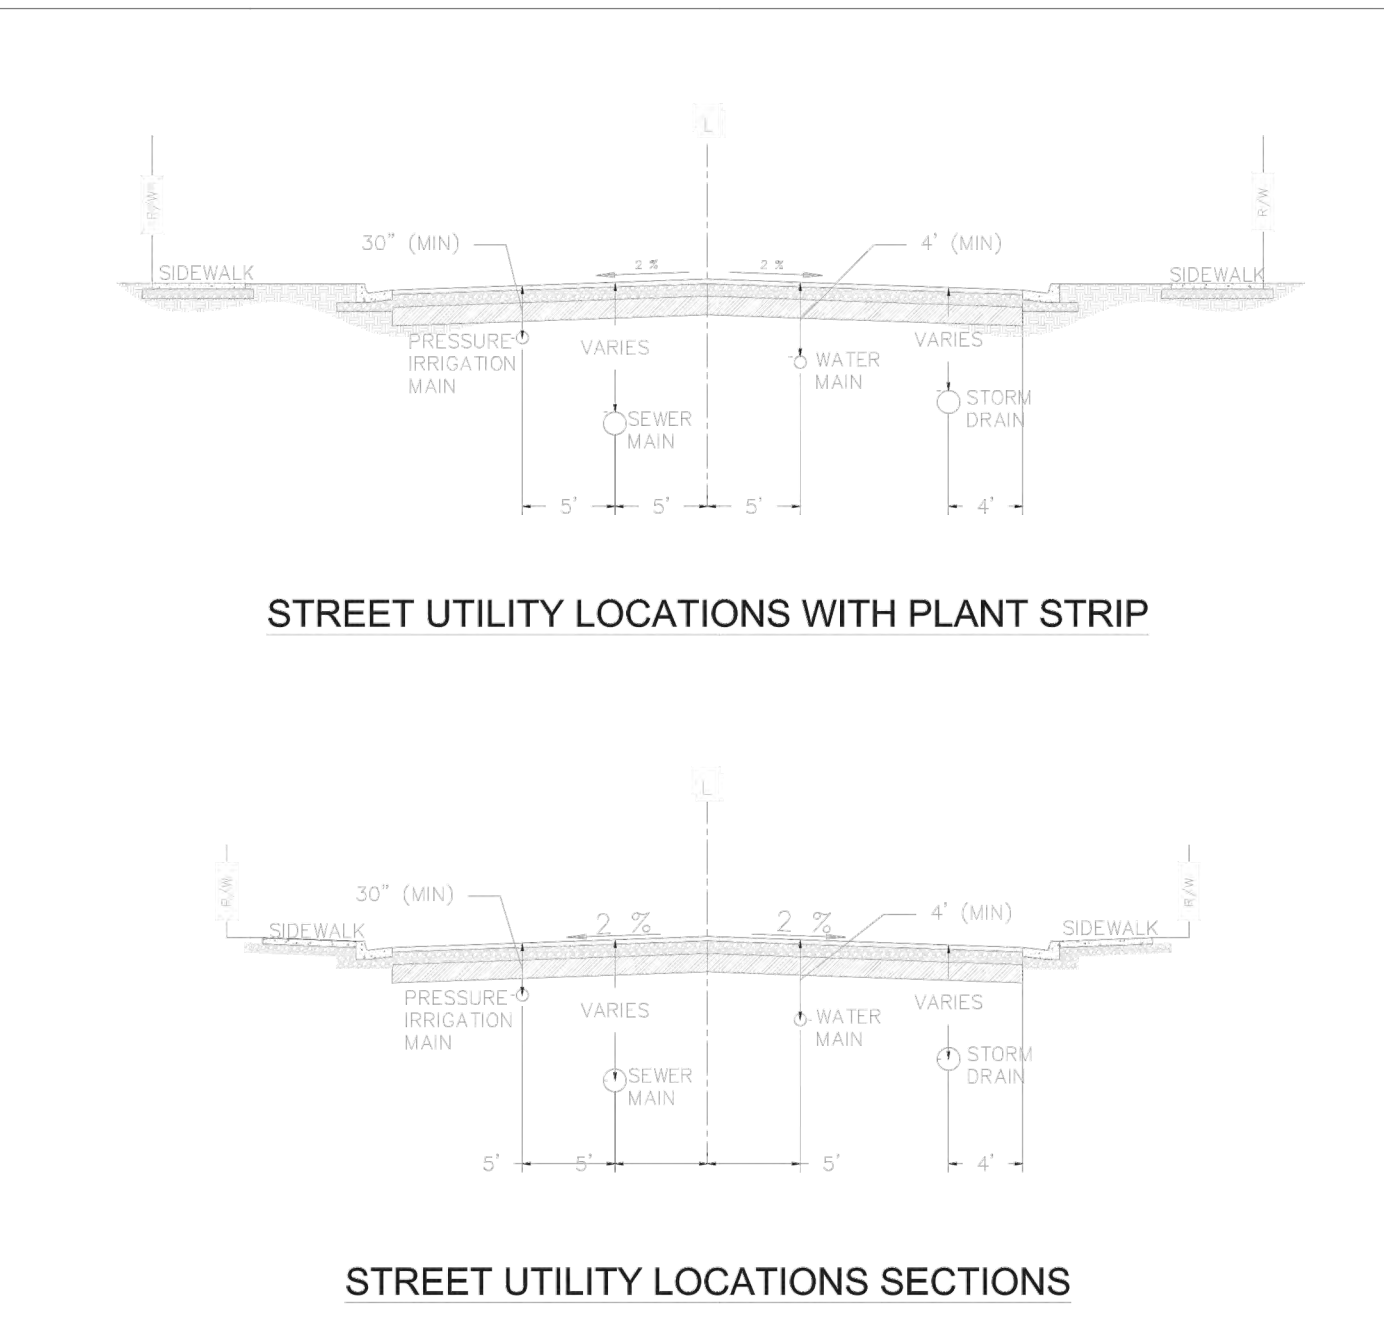 L
R/W
R/W
30" (MIN)
4' (MIN)
2 %
2 %
SIDEWALK
SIDEWALK
PRESSURE
IRRIGATION
MAIN
VARIES
WATER
MAIN
VARIES
STORM
DRAIN
SEWER
MAIN
5'
5'
5'
4'
STREET UTILITY LOCATIONS WITH PLANT STRIP
L
R/W
R/W
30" (MIN)
4' (MIN)
2 %
2 %
SIDEWALK
SIDEWALK
PRESSURE
IRRIGATION
MAIN
VARIES
WATER
MAIN
VARIES
STORM
DRAIN
SEWER
MAIN
5'
5'
5'
4'
STREET UTILITY LOCATIONS SECTIONS